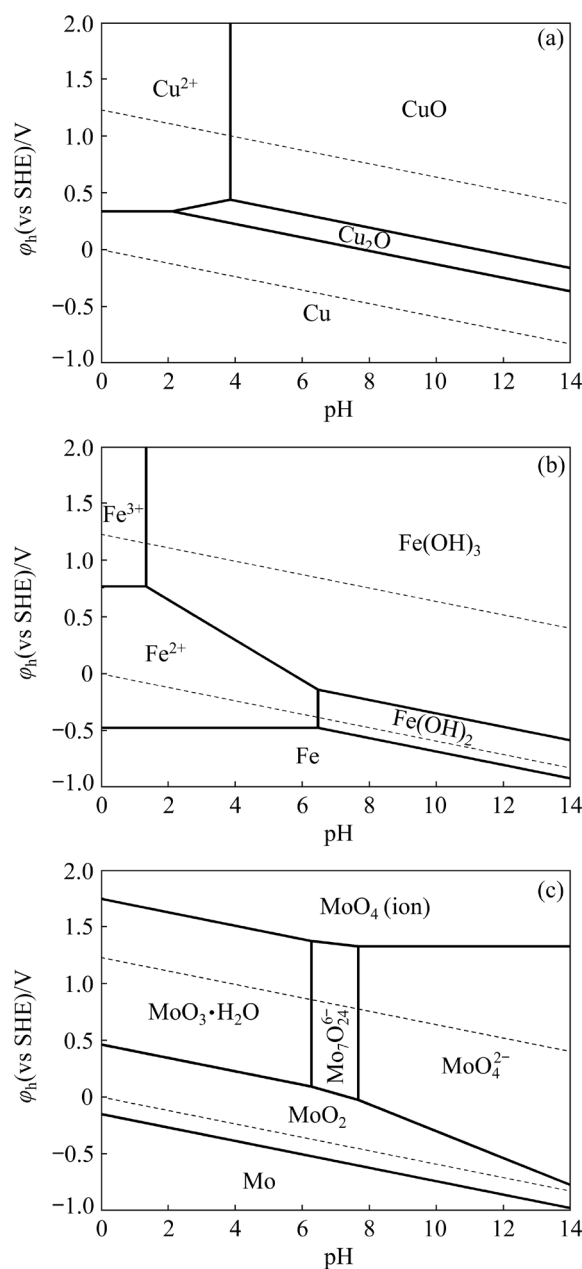 (a)
2.0
1.5
1.0
0.5
0
−0.5
−1.0
φh(vs SHE)/V
Cu²⁺
CuO
Cu₂O
Cu
0 2 4 6 8 10 12 14
pH
(b)
2.0
1.5
1.0
0.5
0
−0.5
−1.0
φh(vs SHE)/V
Fe³⁺
Fe(OH)₃
Fe²⁺
Fe(OH)₂
Fe
0 2 4 6 8 10 12 14
pH
(c)
2.0
1.5
1.0
0.5
0
−0.5
−1.0
φh(vs SHE)/V
MoO₄ (ion)
MoO₃•H₂O
Mo₇O₂₄⁶⁻
MoO₄²⁻
MoO₂
Mo
0 2 4 6 8 10 12 14
pH